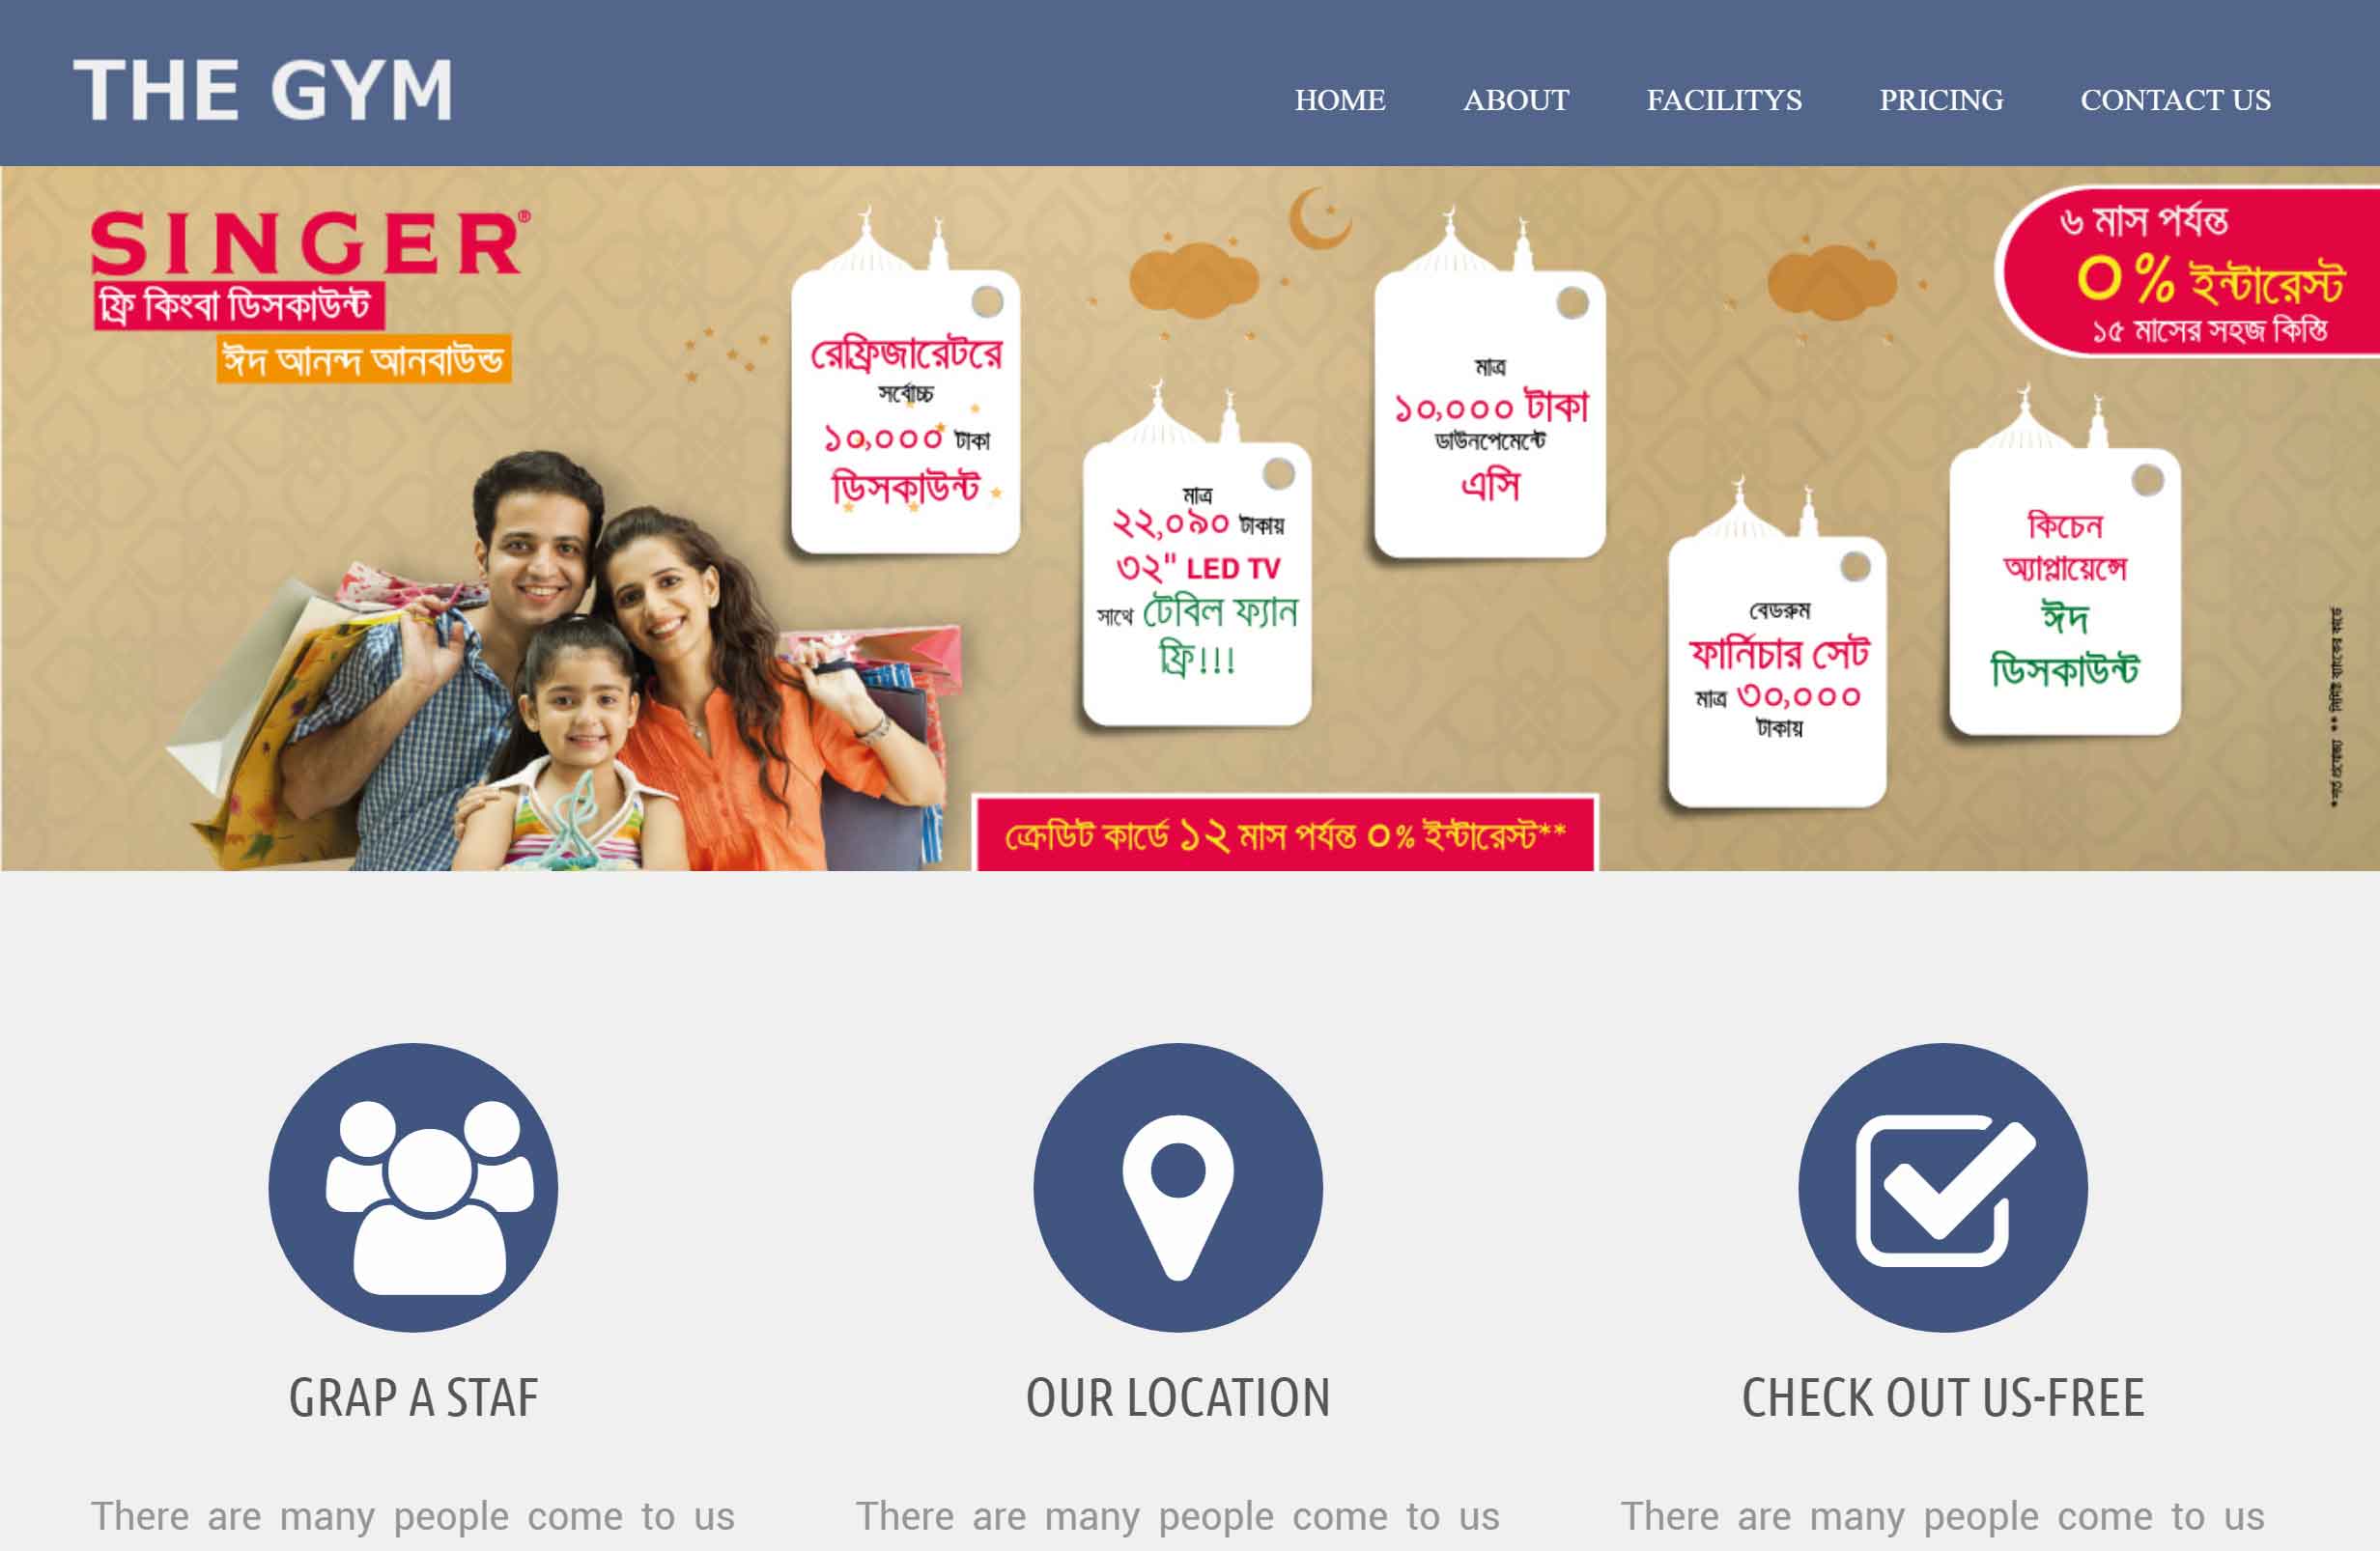 THE GYM
HOME ABOUT FACILITYS PRICING CONTACT US
SINGER®
ফ্রি কিংবা ডিসকাউন্ট
ঈদ আনন্দ আনবাউন্ড
রেফ্রিজারেটরে
সর্বোচ্চ
১০,০০০ টাকা
ডিসকাউন্ট
মাত্র
২২,০৯০ টাকায়
৩২" LED TV
সাথে টেবিল ফ্যান
ফ্রি!!!
মাত্র
১০,০০০ টাকা
ডাউনপেমেন্টে
এসি
বেডরুম
ফার্নিচার সেট
মাত্র ৩০,০০০
টাকায়
কিচেন
অ্যাপ্লায়েন্সে
ঈদ
ডিসকাউন্ট
৬ মাস পর্যন্ত
০% ইন্টারেস্ট
১৫ মাসের সহজ কিস্তি
*শর্ত প্রযোজ্য ** নির্দিষ্ট ব্যাংকের কার্ডে
ক্রেডিট কার্ডে ১২ মাস পর্যন্ত ০% ইন্টারেস্ট**
GRAP A STAF
There are many people come to us
OUR LOCATION
There are many people come to us
CHECK OUT US-FREE
There are many people come to us